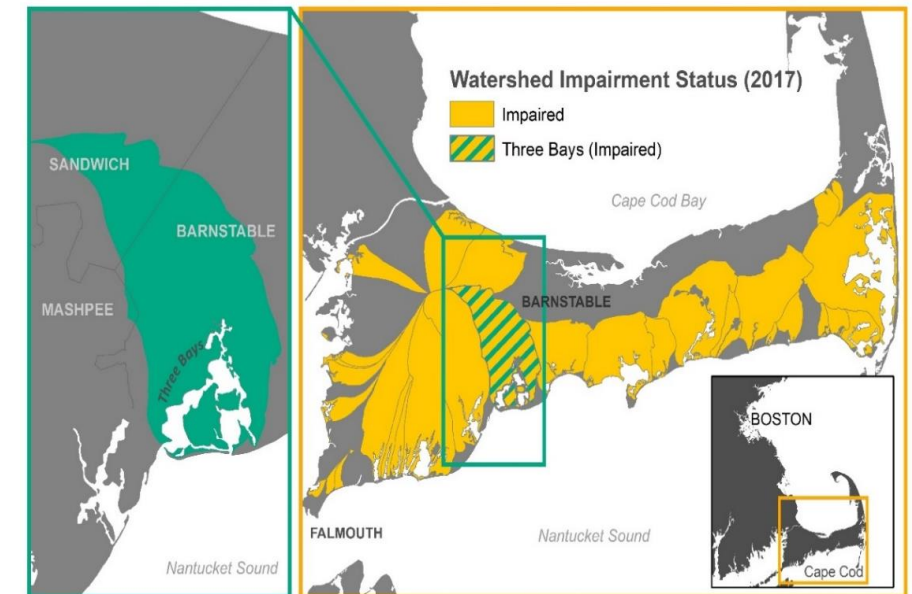 SANDWICH
BARNSTABLE
MASHPEE
Three Bays
Nantucket Sound
Watershed Impairment Status (2017)
Impaired
Three Bays (Impaired)
Cape Cod Bay
BARNSTABLE
FALMOUTH
Nantucket Sound
BOSTON
Cape Cod